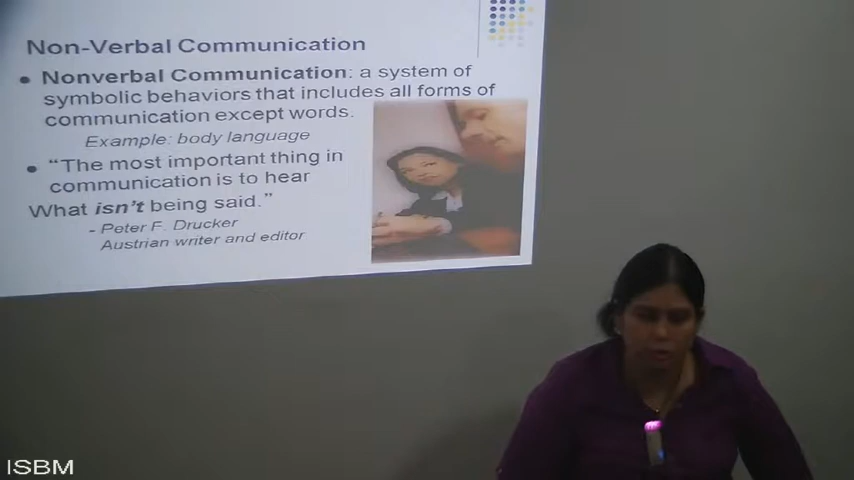 Non-Verbal Communication
Nonverbal Communication: a system of
symbolic behaviors that includes all forms of
communication except words.
Example: body language
"The most important thing in
communication is to hear
What isn't being said."
- Peter F. Drucker
Austrian writer and editor
ISBM